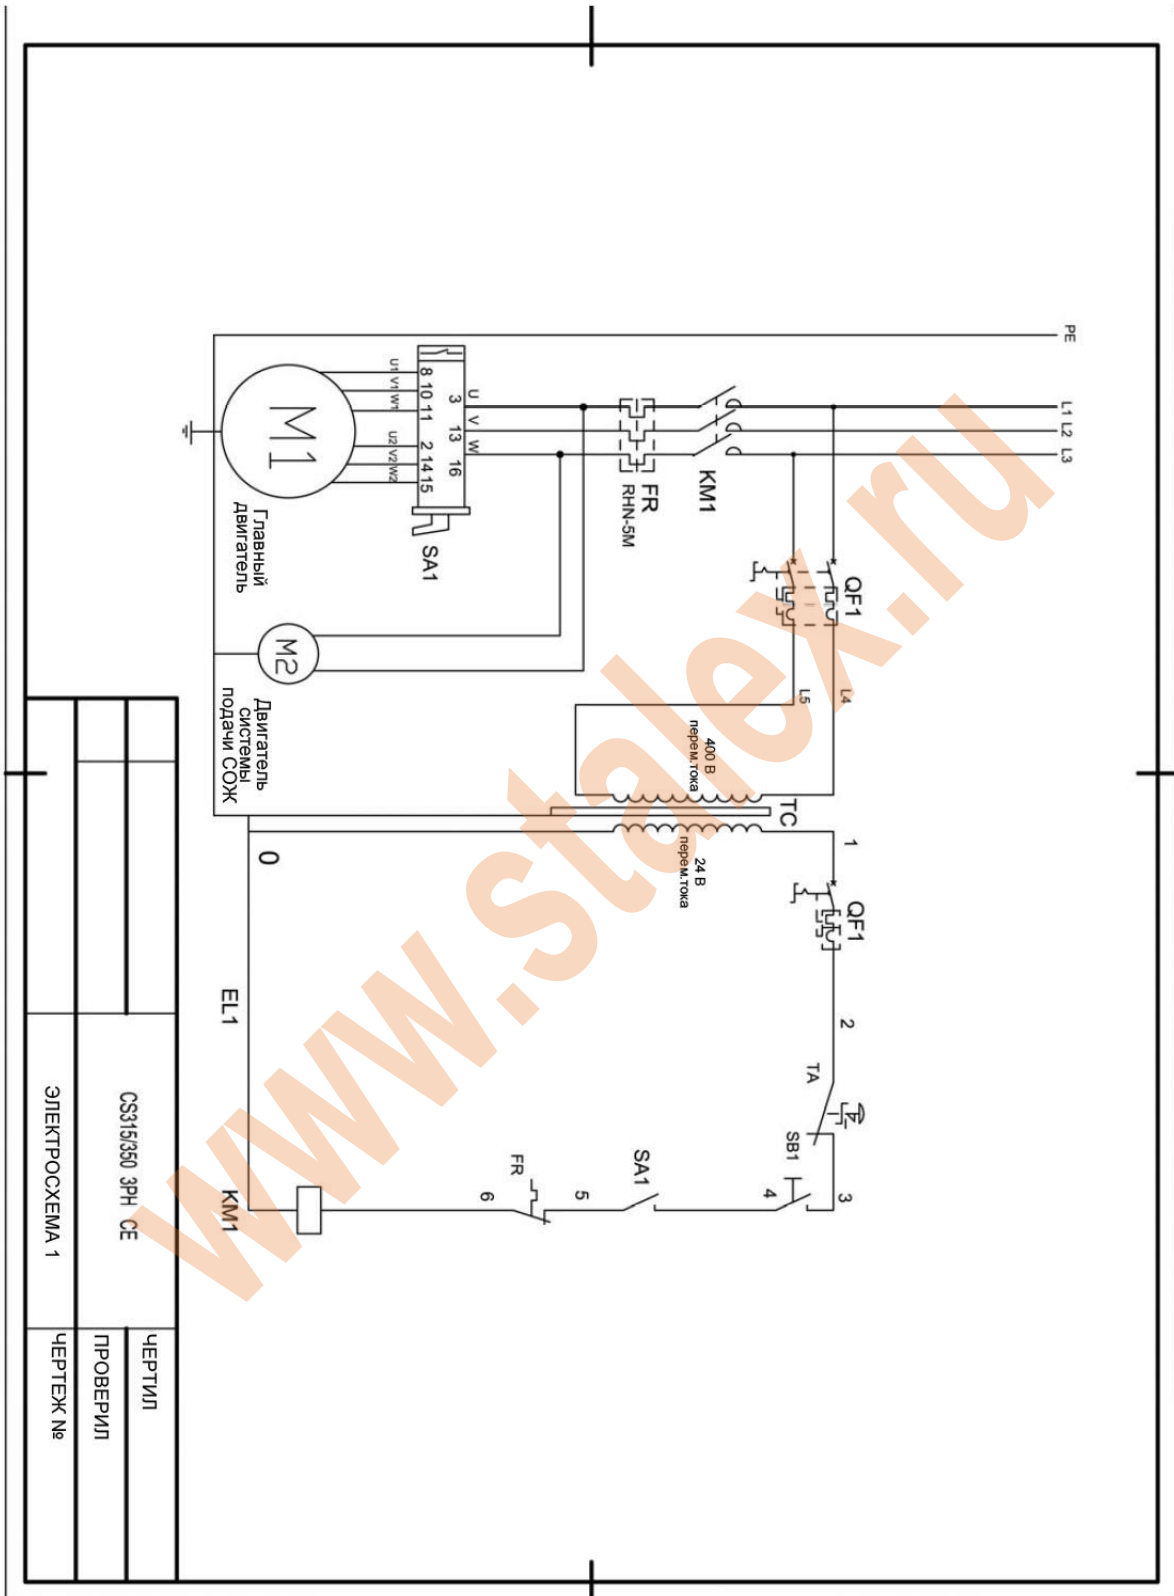 PE
L1
L2
L3
KM1
FR
RHN-5M
QF1
L4
L5
U
V
W
3
13
16
8
10
11
2
14
15
SA1
U1
V1
W1
U2
V2
W2
M1
Главный
двигатель
M2
Двигатель
системы
подачи СОЖ
400 В
перем.тока
TC
24 В
перем.тока
1
QF1
2
TA
SB1
3
4
SA1
5
FR
6
0
EL1
KM1
ЧЕРТИЛ
ПРОВЕРИЛ
ЧЕРТЕЖ №
CS315/350 3PH CE
ЭЛЕКТРОСХЕМА 1
www.stalex.ru